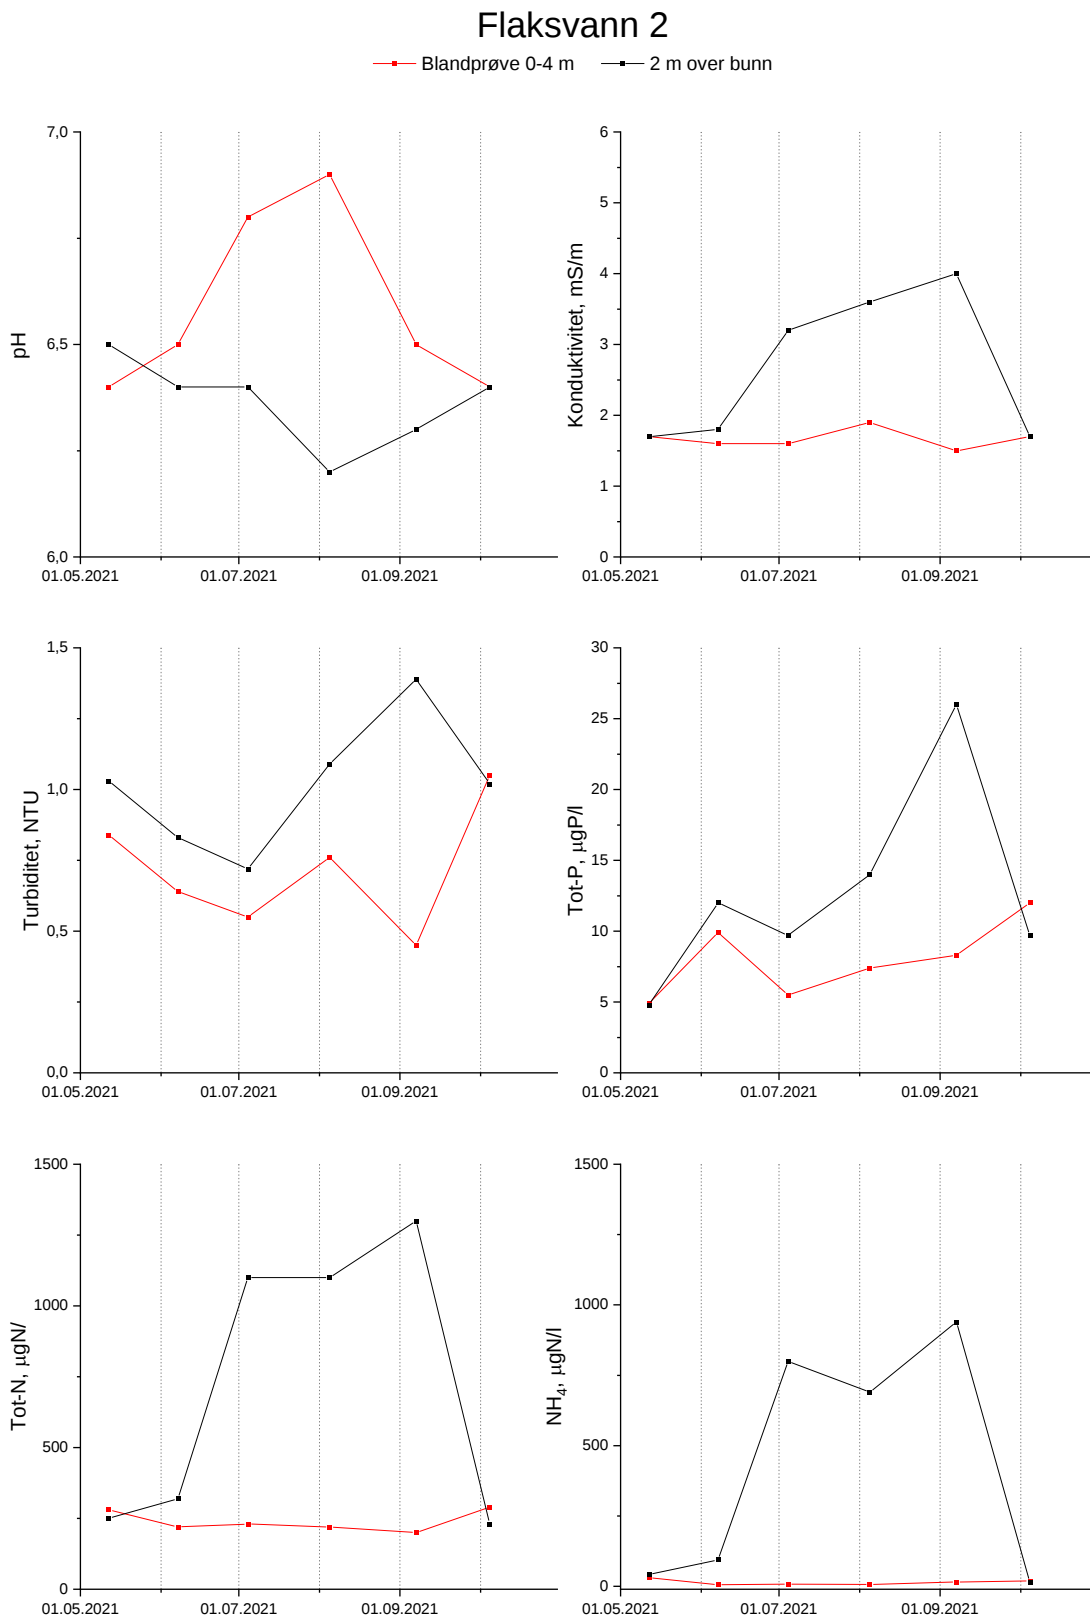 Flaksvann 2
Blandprøve 0-4 m 2 m over bunn
7,0
6,5
6,0
pH
01.05.2021 01.07.2021 01.09.2021
6
5
4
3
2
1
0
Konduktivitet, mS/m
01.05.2021 01.07.2021 01.09.2021
1,5
1,0
0,5
0,0
Turbiditet, NTU
01.05.2021 01.07.2021 01.09.2021
30
25
20
15
10
5
0
Tot-P, µgP/l
01.05.2021 01.07.2021 01.09.2021
1500
1000
500
0
Tot-N, µgN/
01.05.2021 01.07.2021 01.09.2021
1500
1000
500
0
NH4, µgN/l
01.05.2021 01.07.2021 01.09.2021